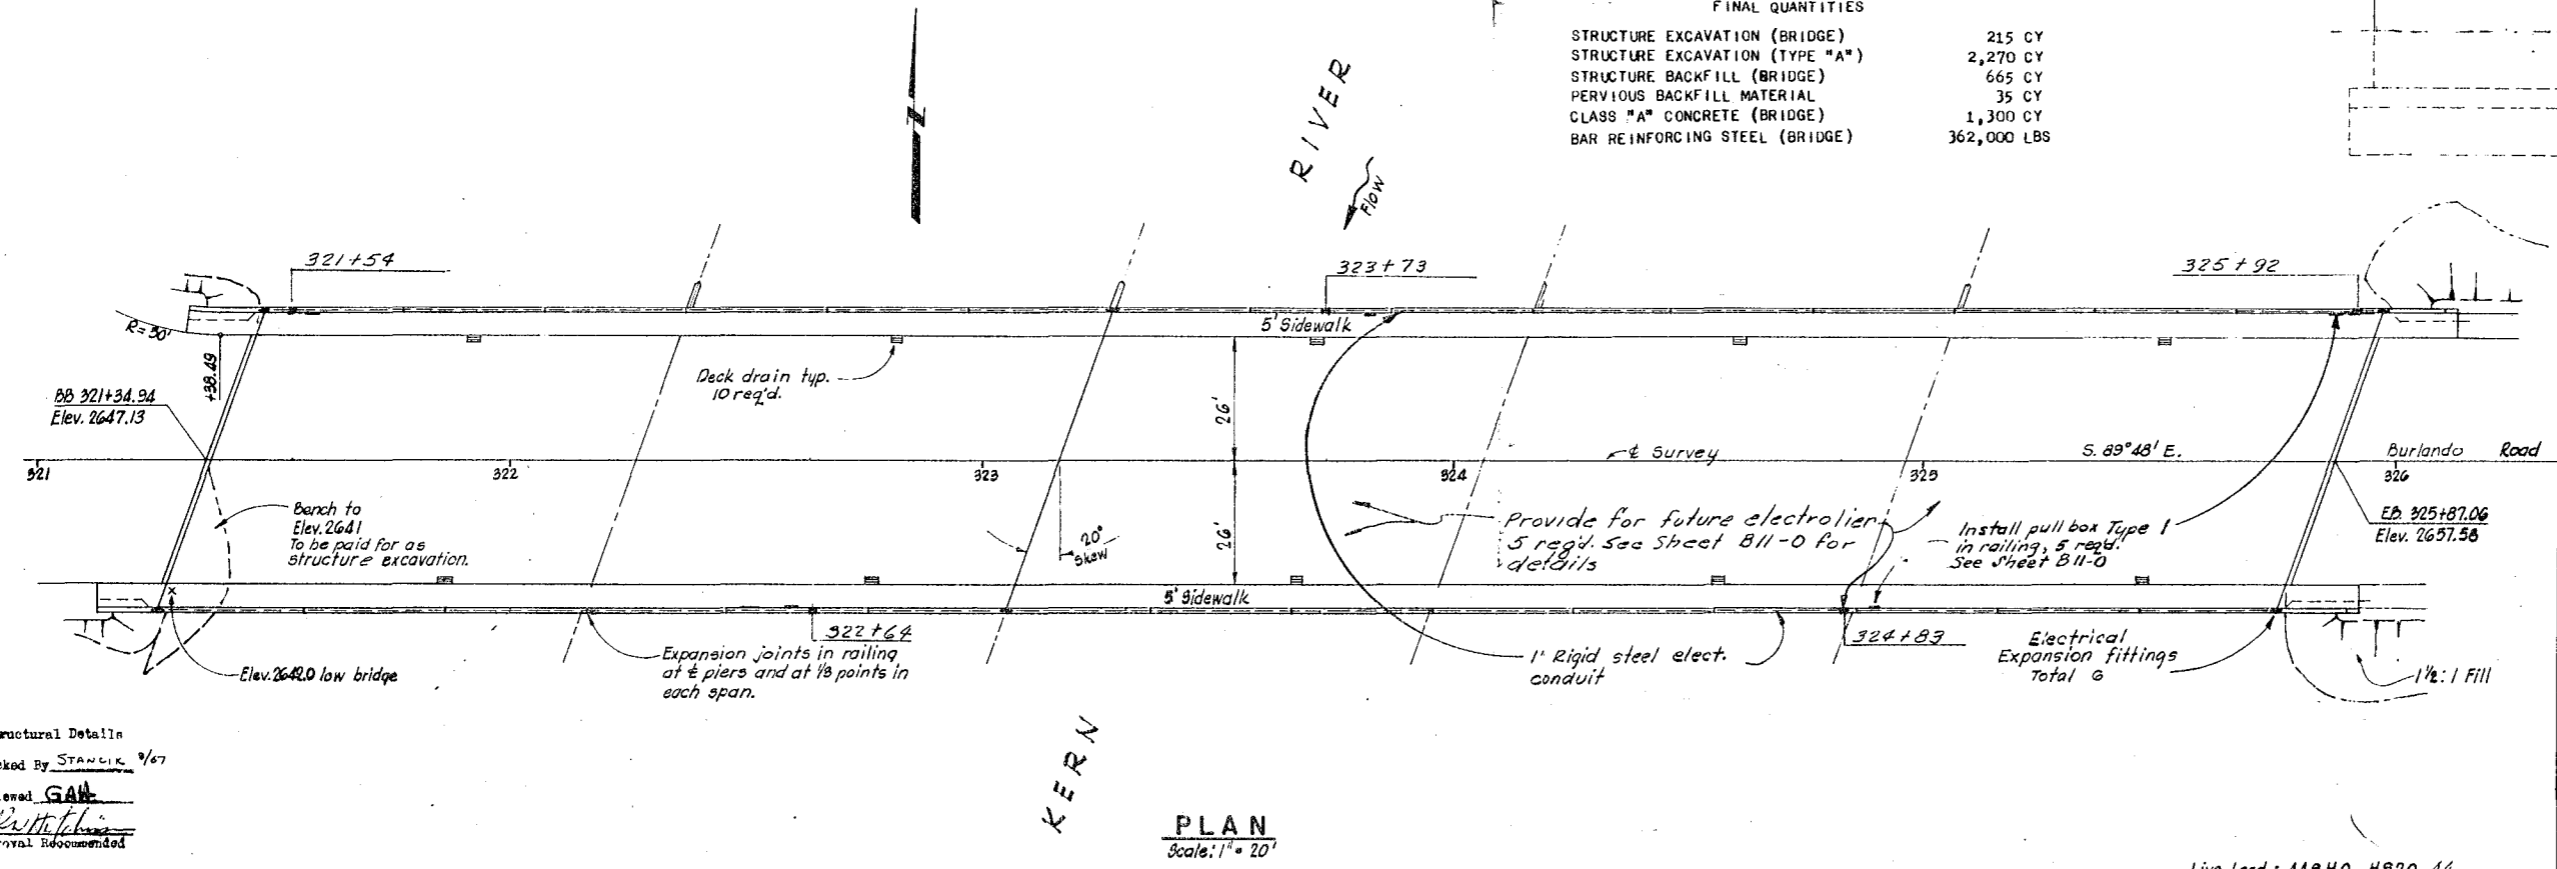 FINAL QUANTITIES
STRUCTURE EXCAVATION (BRIDGE) 215 CY
STRUCTURE EXCAVATION (TYPE "A") 2,270 CY
STRUCTURE BACKFILL (BRIDGE) 665 CY
PERVIOUS BACKFILL MATERIAL 35 CY
CLASS "A" CONCRETE (BRIDGE) 1,300 CY
BAR REINFORCING STEEL (BRIDGE) 362,000 LBS
RIVER
Flow
321+54
323+73
325+92
R=30'
5' Sidewalk
+38.49
Deck drain typ.
10 req'd.
26'
BB 321+34.94
Elev. 2647.13
℄ Survey
S. 89°48' E.
Burlando Road
321
322
323
324
325
326
Bench to
Elev. 2641
To be paid for as
structure excavation.
26'
20°
Skew
Provide for future electrolier
5 req'd. See Sheet B11-0 for
details
Install pull box Type 1
in railing, 5 req'd.
See Sheet B11-0
EB 325+87.06
Elev. 2657.58
5' Sidewalk
322+64
324+83
Elev. 2642.0 low bridge
Expansion joints in railing
at ℄ piers and at 1/3 points in
each span.
1" Rigid steel elect.
conduit
Electrical
Expansion fittings
Total 6
1½:1 Fill
KERN
ructural Details
ked By STANCIK 9/67
ewed GAH
roval Recommended
PLAN
Scale: 1" = 20'
Live Load: AASHO HS20-44